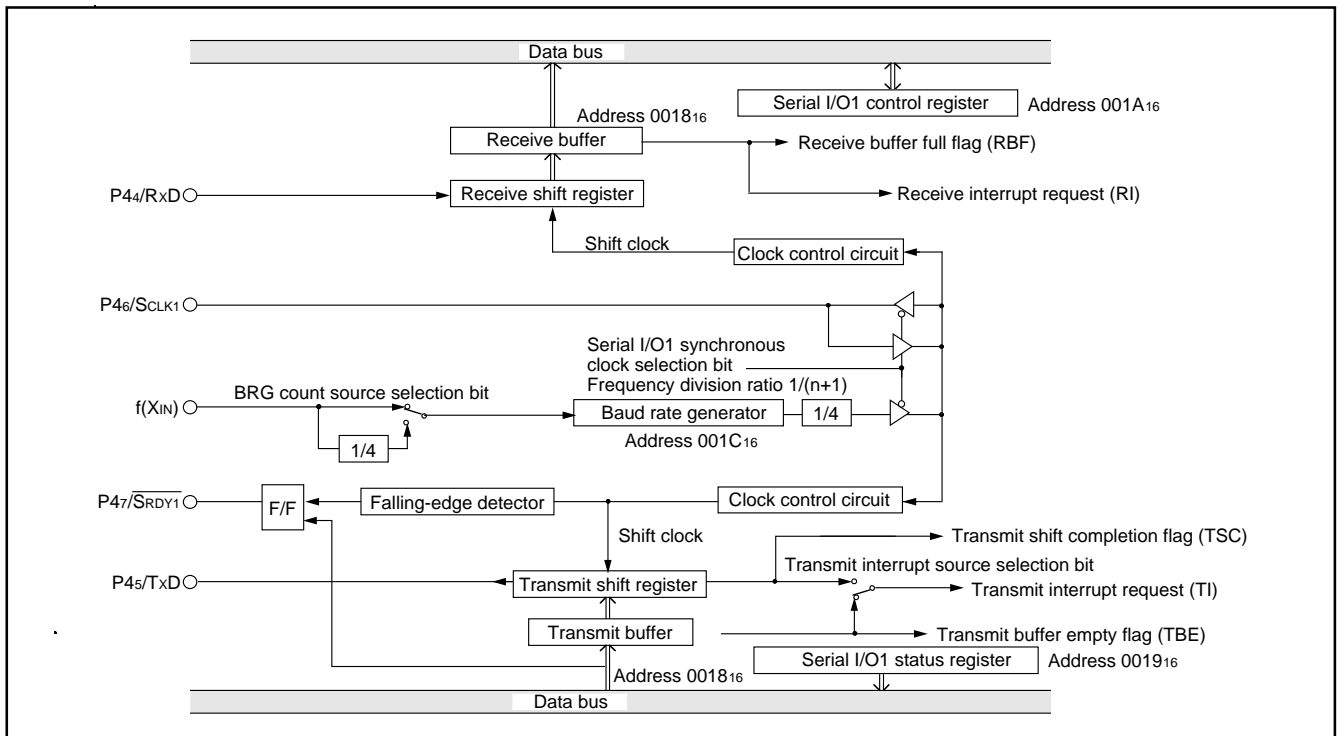 Data bus
Serial I/O1 control register
Address 001A16
Address 001816
Receive buffer
Receive buffer full flag (RBF)
P44/RXD
Receive shift register
Receive interrupt request (RI)
Shift clock
Clock control circuit
P46/SCLK1
Serial I/O1 synchronous
clock selection bit
Frequency division ratio 1/(n+1)
BRG count source selection bit
f(XIN)
Baud rate generator
1/4
Address 001C16
1/4
P47/SRDY1
F/F
Falling-edge detector
Clock control circuit
Shift clock
Transmit shift completion flag (TSC)
Transmit interrupt source selection bit
P45/TXD
Transmit shift register
Transmit interrupt request (TI)
Transmit buffer
Transmit buffer empty flag (TBE)
Serial I/O1 status register
Address 001916
Address 001816
Data bus